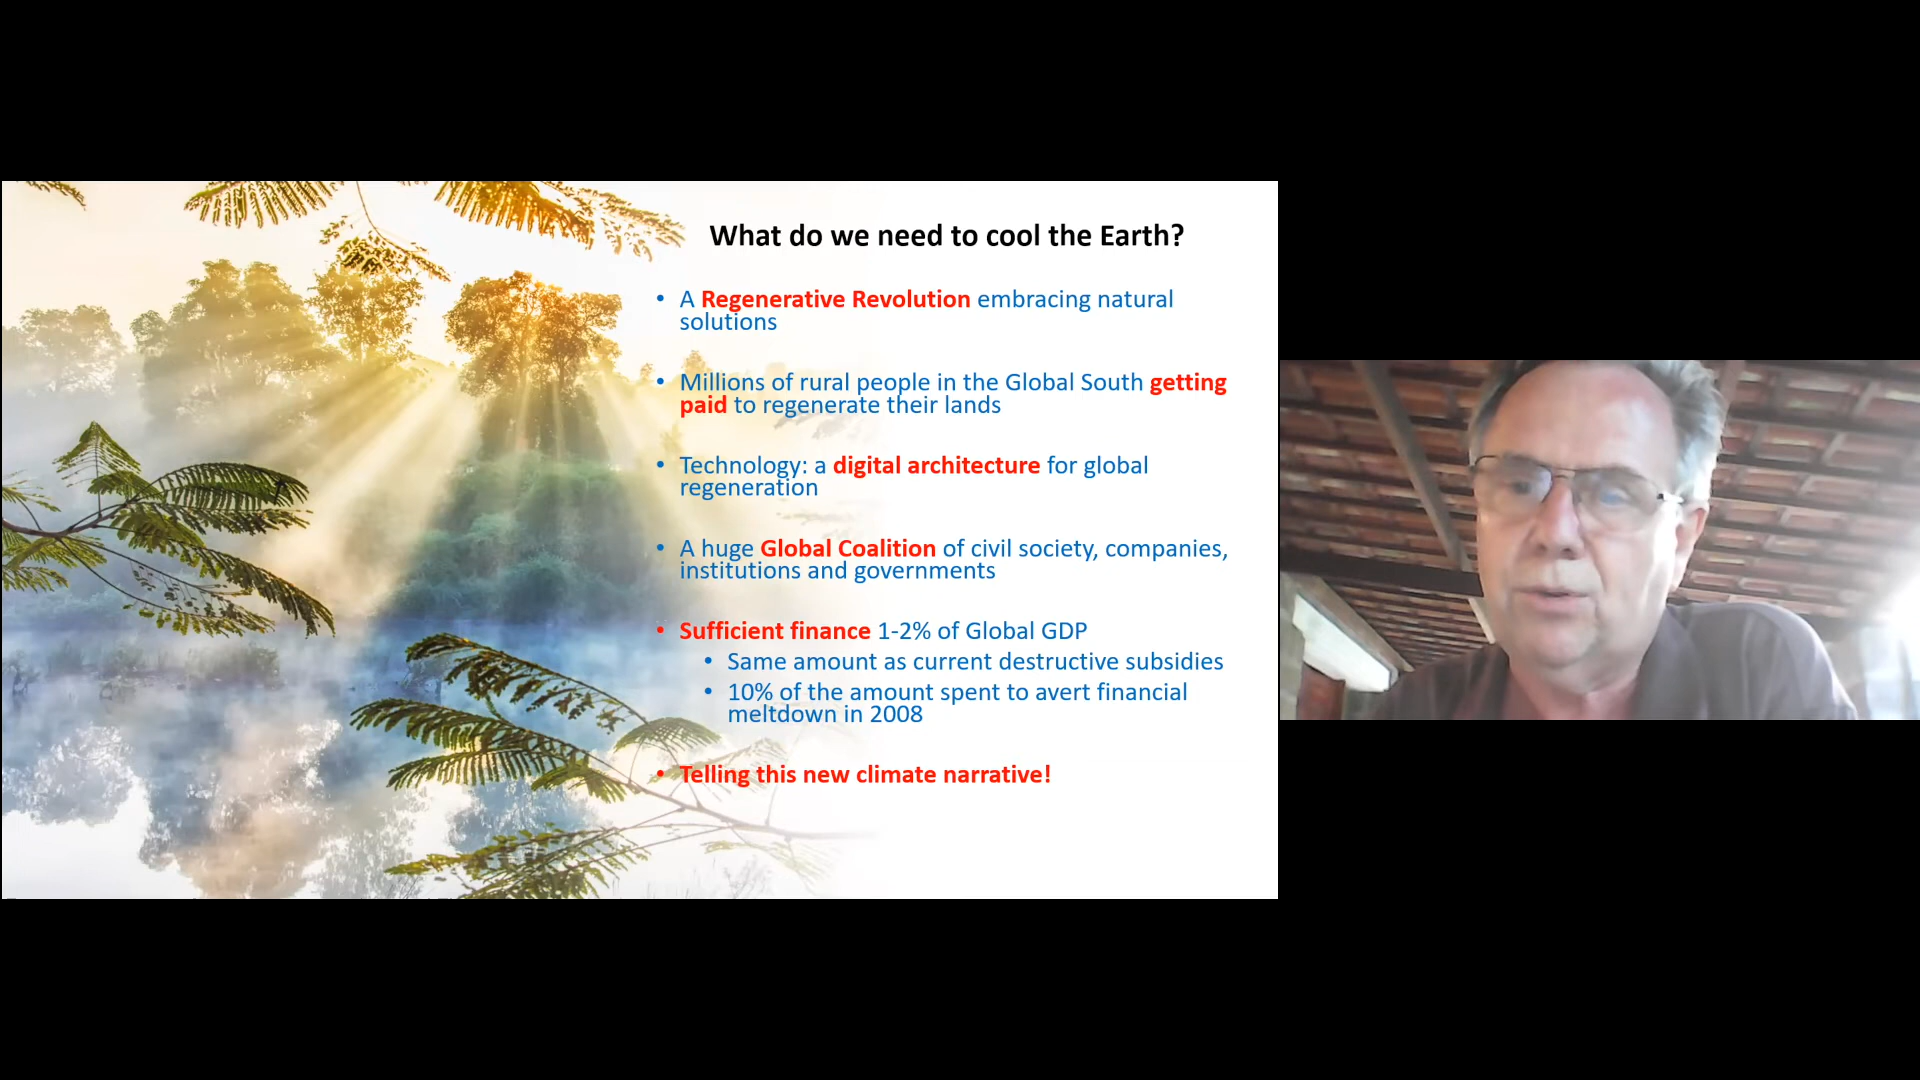 What do we need to cool the Earth?
• A Regenerative Revolution embracing natural
solutions
• Millions of rural people in the Global South getting
paid to regenerate their lands
• Technology: a digital architecture for global
regeneration
• A huge Global Coalition of civil society, companies,
institutions and governments
• Sufficient finance 1-2% of Global GDP
• Same amount as current destructive subsidies
• 10% of the amount spent to avert financial
meltdown in 2008
• Telling this new climate narrative!